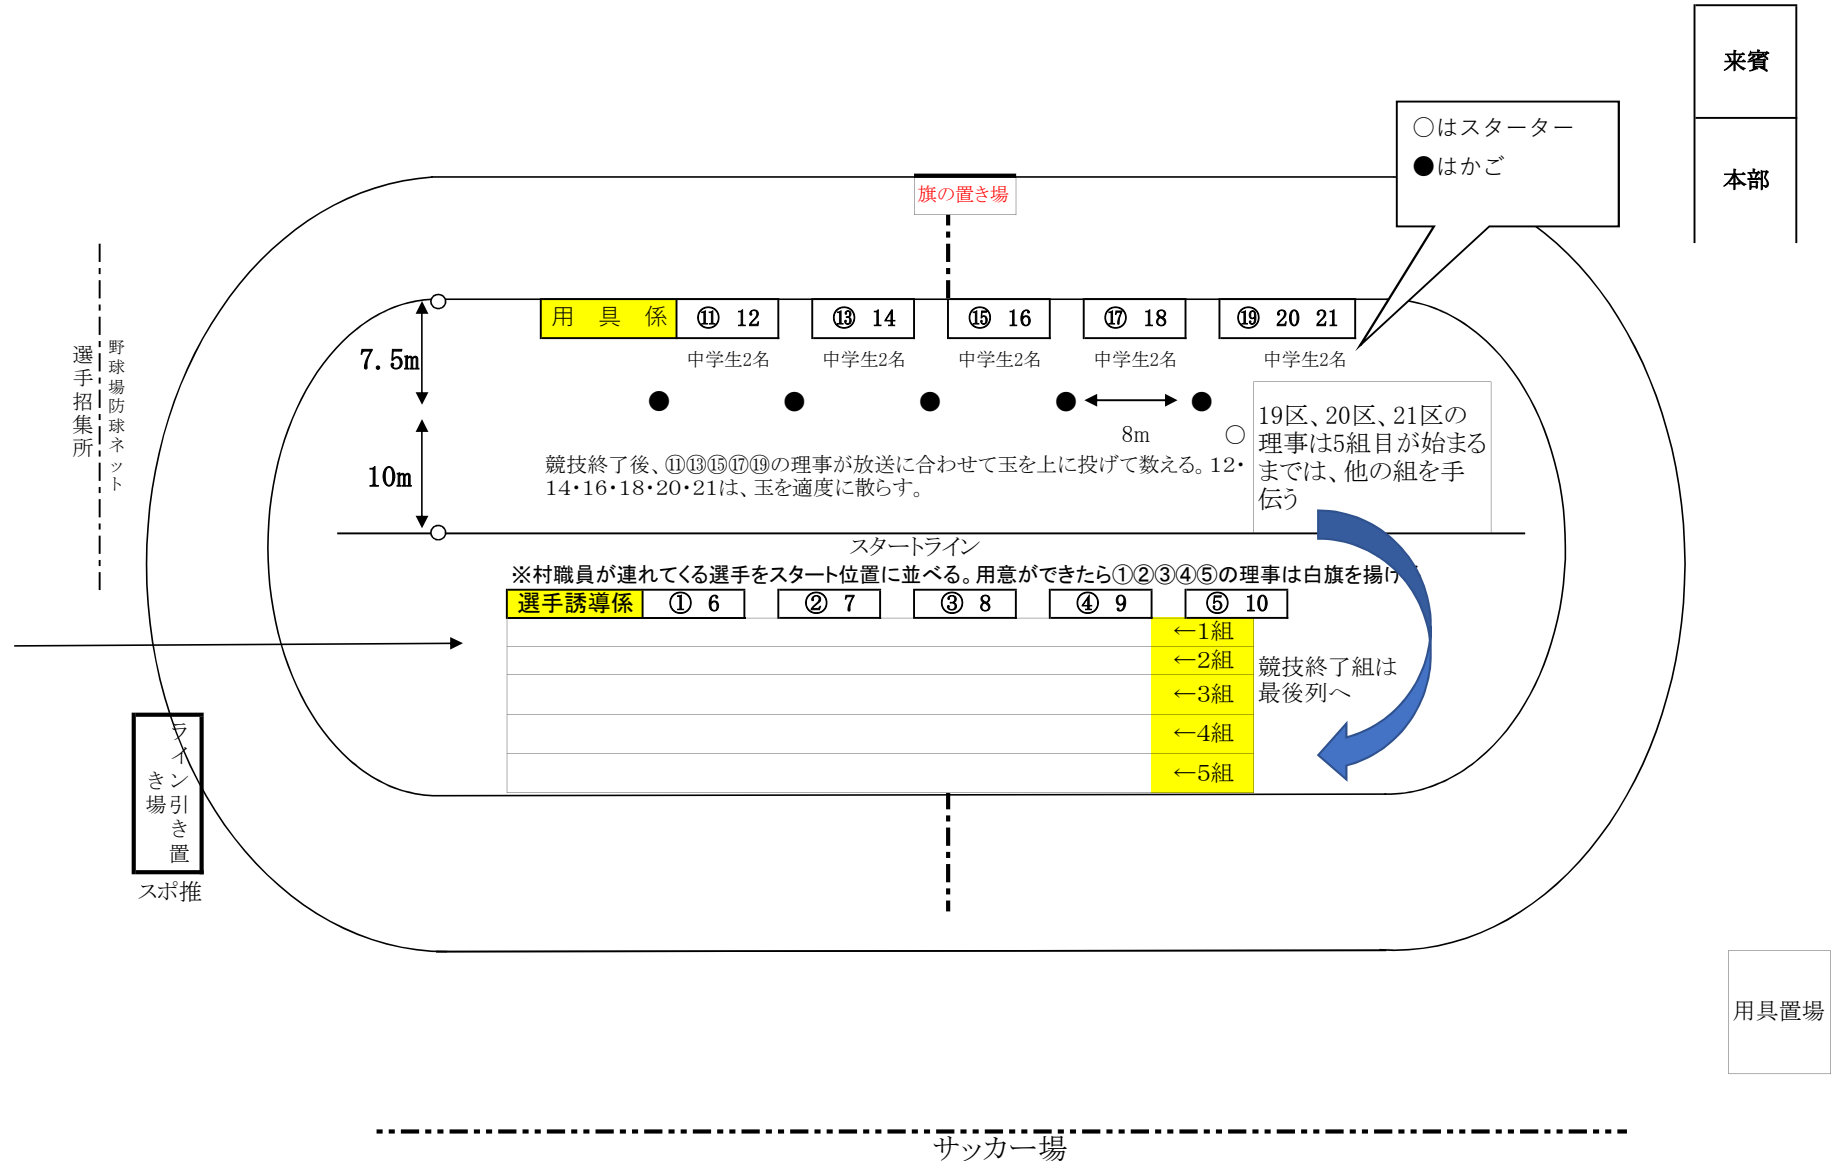 来賓
本部
○はスターター
●はかご
旗の置き場
用 具 係
⑪ 12
⑬ 14
⑮ 16
⑰ 18
⑲ 20 21
中学生2名
中学生2名
中学生2名
中学生2名
中学生2名
7.5m
選手招集所
野球場防球ネット
8m
10m
19区、20区、21区の
理事は5組目が始まる
までは、他の組を手
伝う
競技終了後、⑪⑬⑮⑰⑲の理事が放送に合わせて玉を上に投げて数える。12・
14・16・18・20・21は、玉を適度に散らす。
スタートライン
※村職員が連れてくる選手をスタート位置に並べる。用意ができたら①②③④⑤の理事は白旗を揚げ
選手誘導係
① 6
② 7
③ 8
④ 9
⑤ 10
←1組
←2組
←3組
←4組
←5組
競技終了組は
最後列へ
ライン引き置
き場
スポ推
用具置場
サッカー場